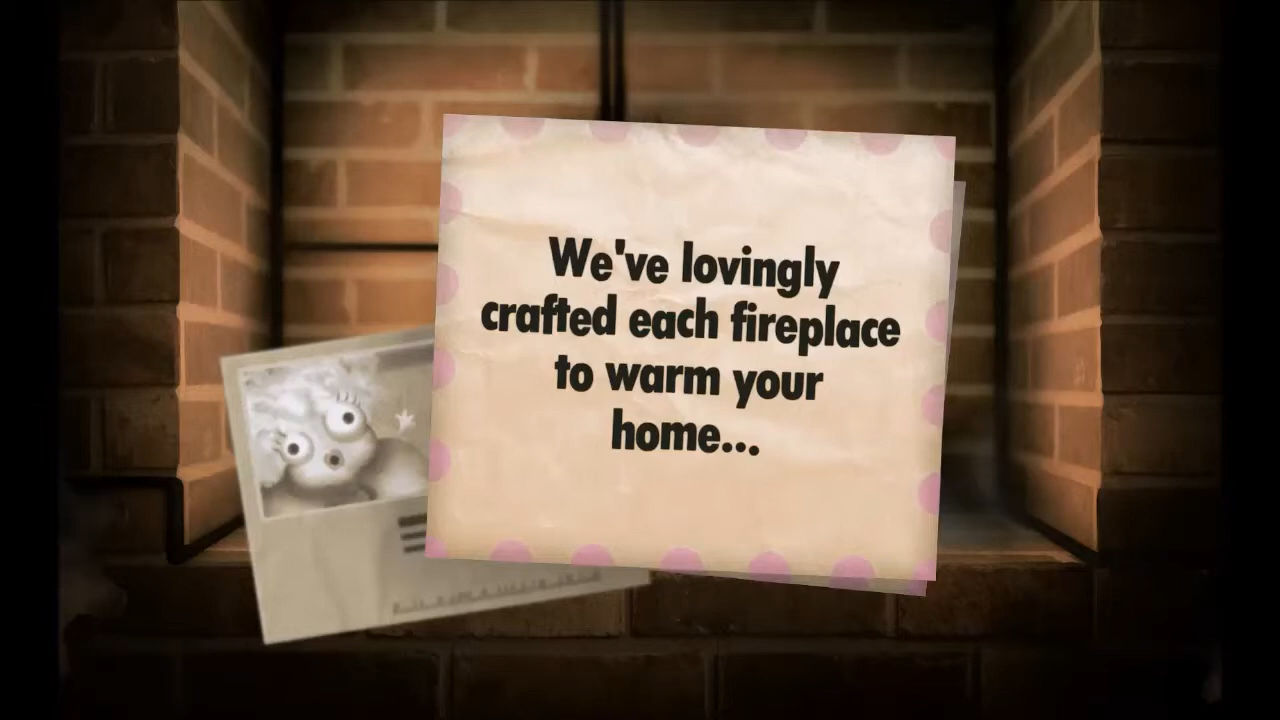 We've lovingly
crafted each fireplace
to warm your
home...